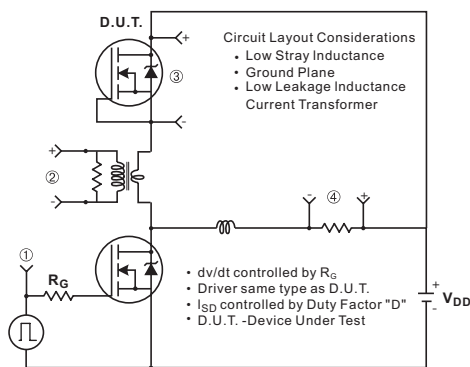 D.U.T.
Circuit Layout Considerations
• Low Stray Inductance
• Ground Plane
• Low Leakage Inductance
Current Transformer
+
③
-
+
②
-
-
④
+
①
R_G
• dv/dt controlled by R_G
• Driver same type as D.U.T.
• I_SD controlled by Duty Factor "D"
• D.U.T. -Device Under Test
+
V_DD
-